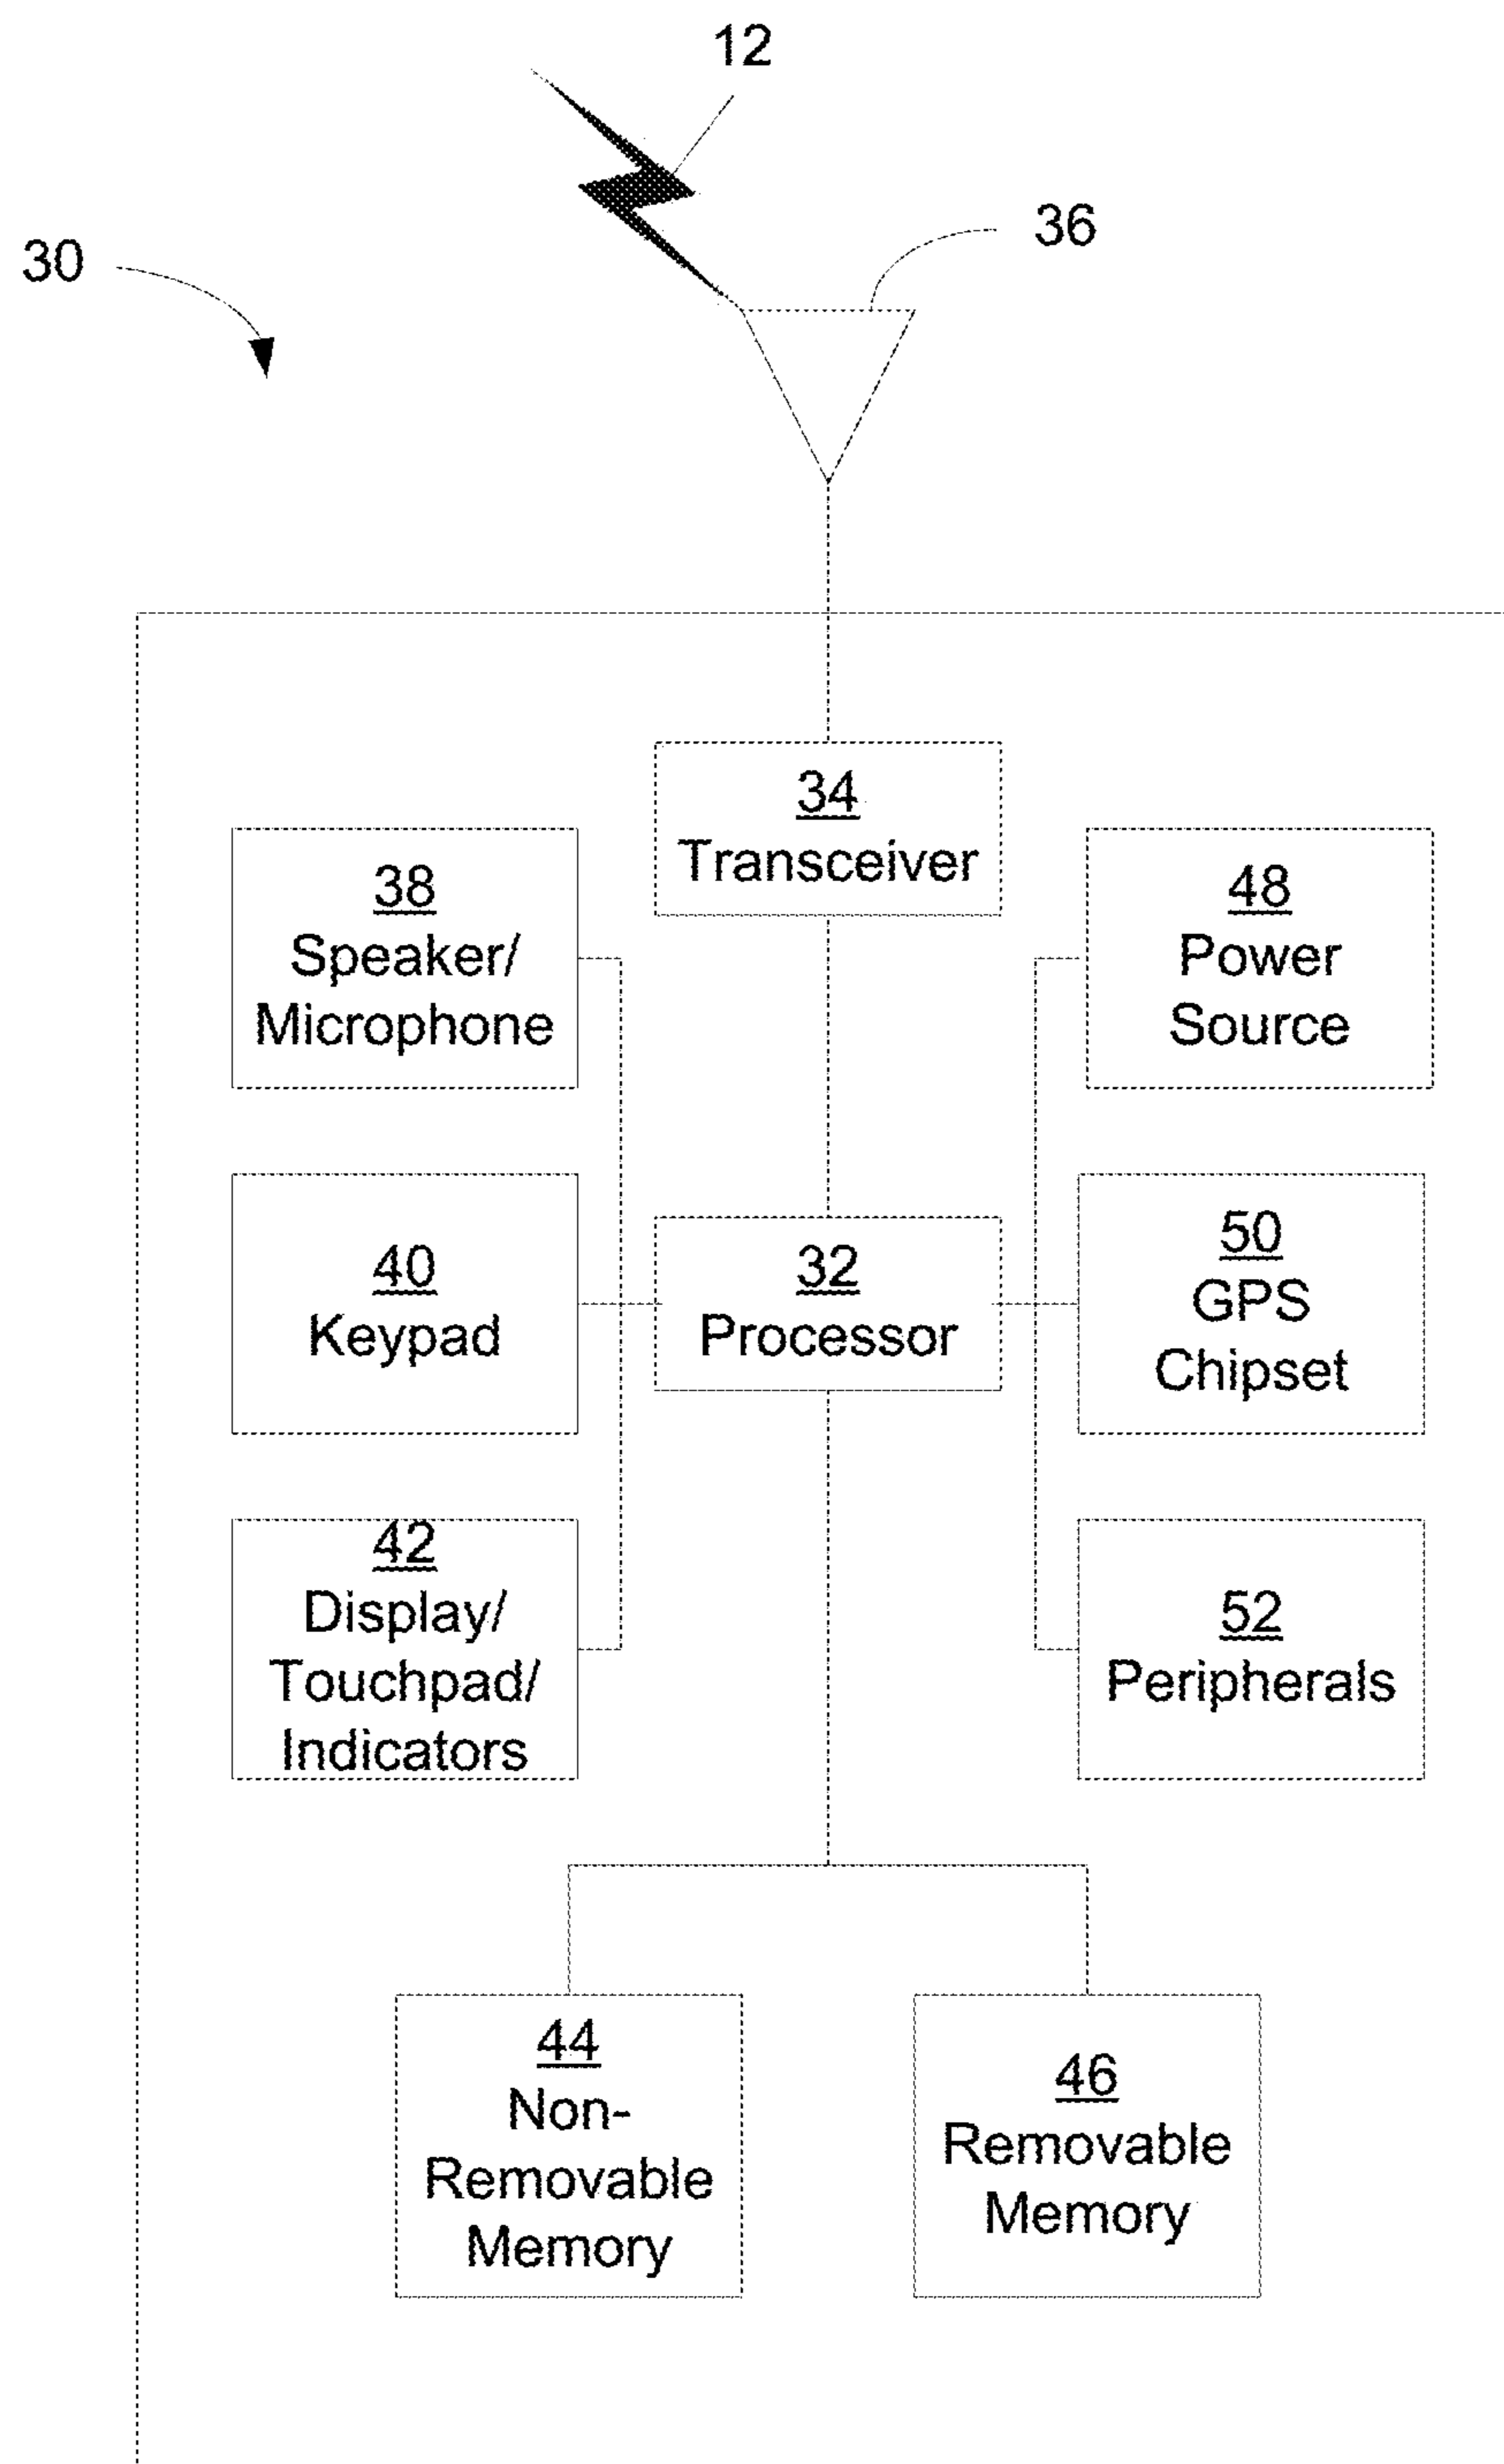 12
36
30
34
Transceiver
38
Speaker/
Microphone
48
Power
Source
40
Keypad
32
Processor
50
GPS
Chipset
42
Display/
Touchpad/
Indicators
52
Peripherals
44
Non-
Removable
Memory
46
Removable
Memory